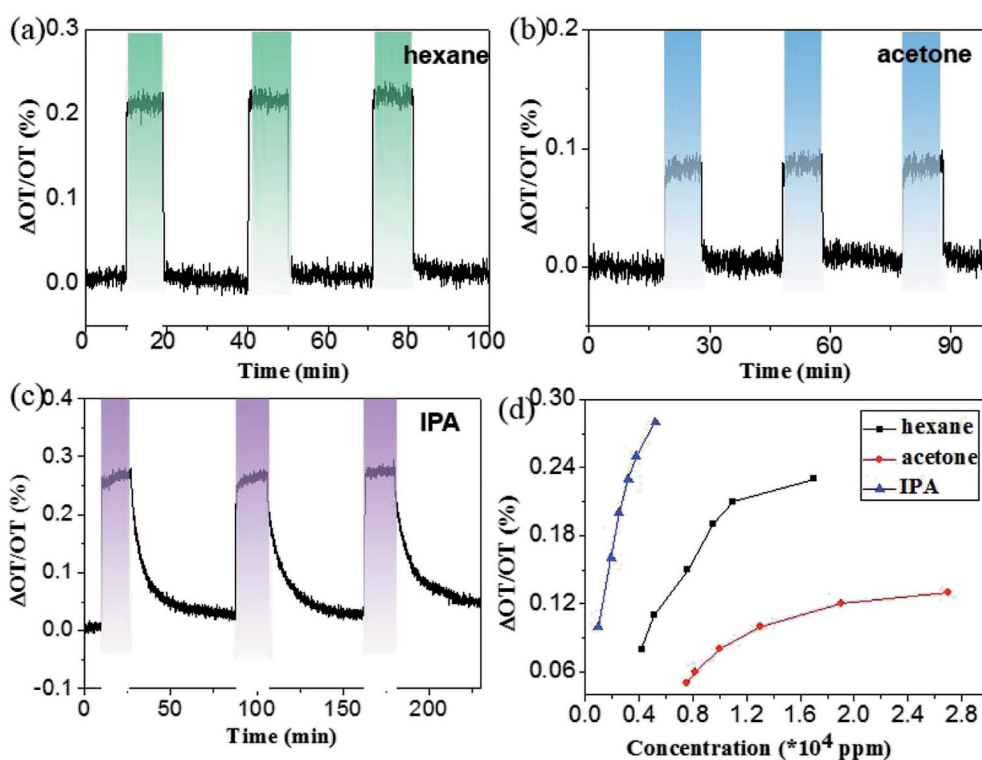 (a)
hexane
0.3
0.2
0.1
0.0
ΔOT/OT (%)
0 20 40 60 80 100
Time (min)
(b)
acetone
0.2
0.1
0.0
ΔOT/OT (%)
0 30 60 90
Time (min)
(c)
IPA
0.4
0.3
0.2
0.1
0.0
-0.1
ΔOT/OT (%)
50 100 150 200
Time (min)
(d)
hexane
acetone
IPA
0.30
0.24
0.18
0.12
0.06
ΔOT/OT (%)
0.0 0.4 0.8 1.2 1.6 2.0 2.4 2.8
Concentration (*10⁴ ppm)